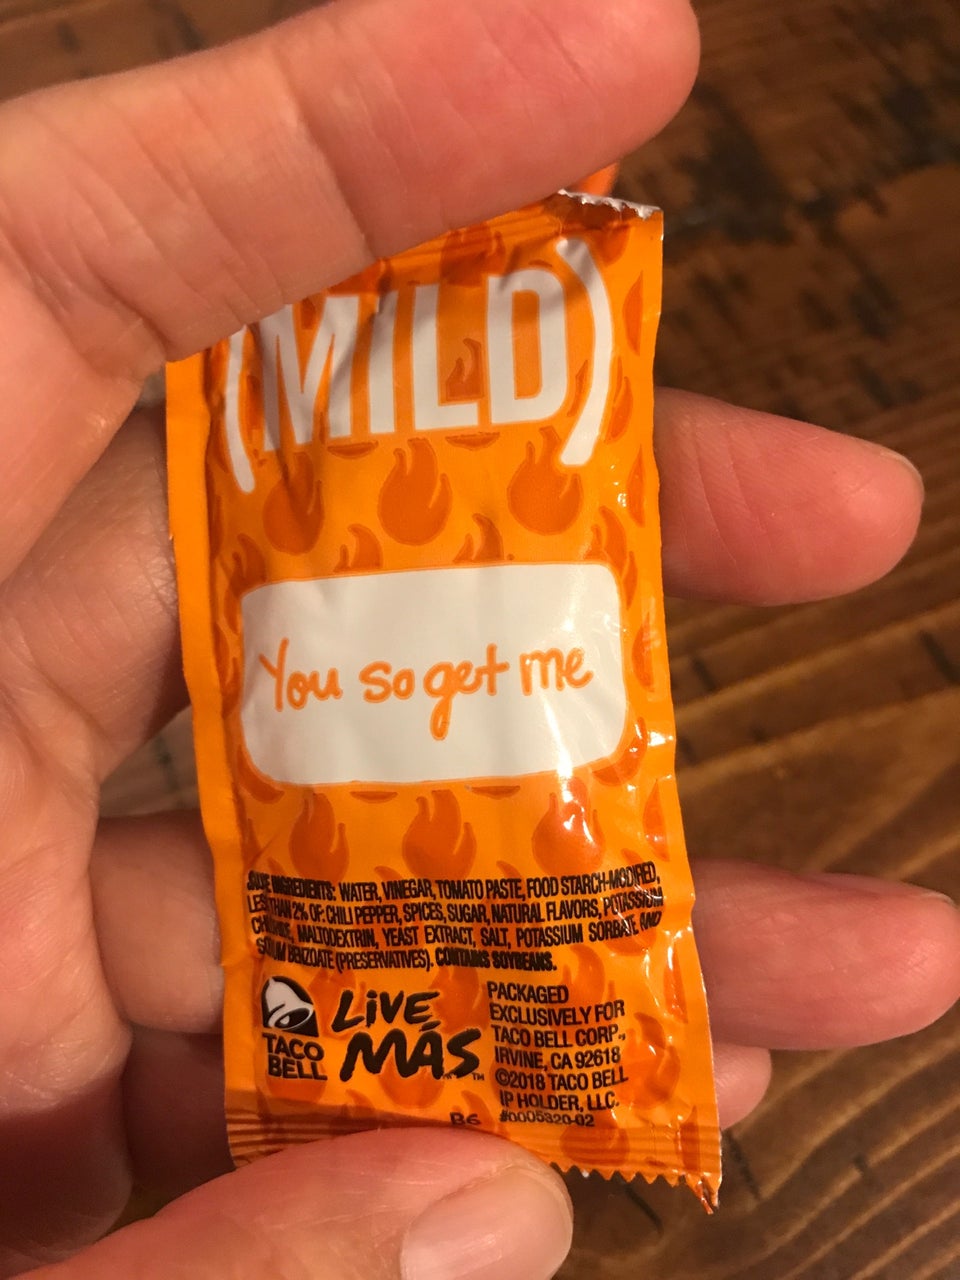 (MILD)
You so get me
SAUCE INGREDIENTS: WATER, VINEGAR, TOMATO PASTE, FOOD STARCH-MODIFIED,
LESS THAN 2% OF: CHILI PEPPER, SPICES, SUGAR, NATURAL FLAVORS, POTASSIUM
CHLORIDE, MALTODEXTRIN, YEAST EXTRACT, SALT, POTASSIUM SORBATE AND
SODIUM BENZOATE (PRESERVATIVES). CONTAINS SOYBEANS.
TACO
BELL
LIVE
MÁS™
PACKAGED
EXCLUSIVELY FOR
TACO BELL CORP.,
IRVINE, CA 92618
©2018 TACO BELL
IP HOLDER, LLC.
B6 #0005320-02